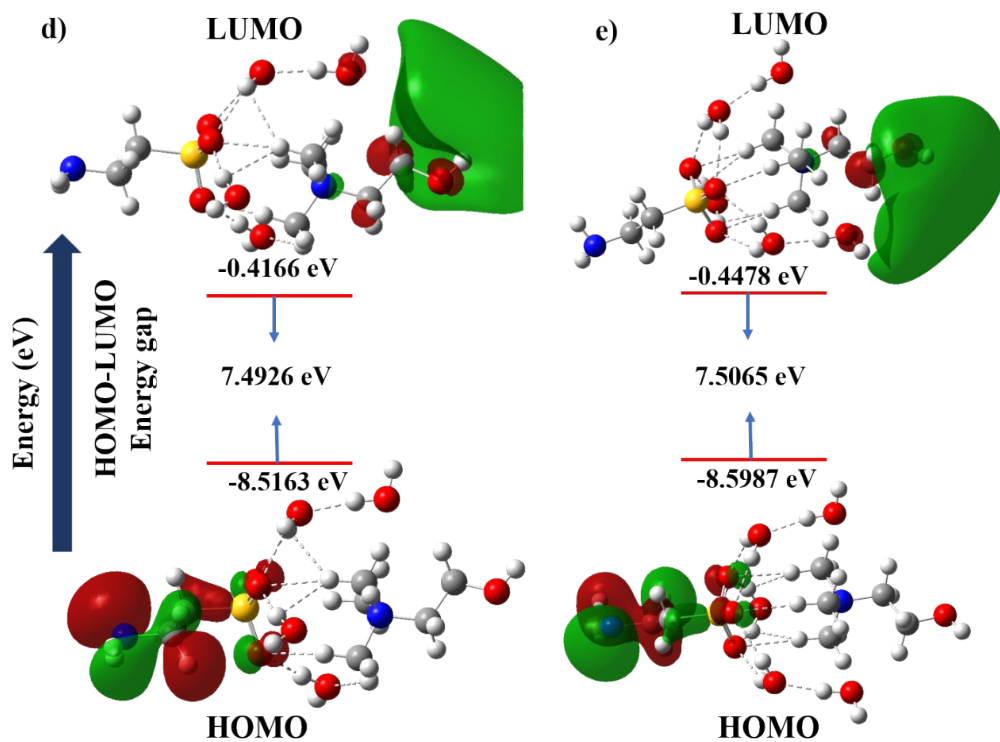 d)
LUMO
e)
LUMO
-0.4166 eV
-0.4478 eV
Energy (eV)
HOMO-LUMO
Energy gap
7.4926 eV
7.5065 eV
-8.5163 eV
-8.5987 eV
HOMO
HOMO